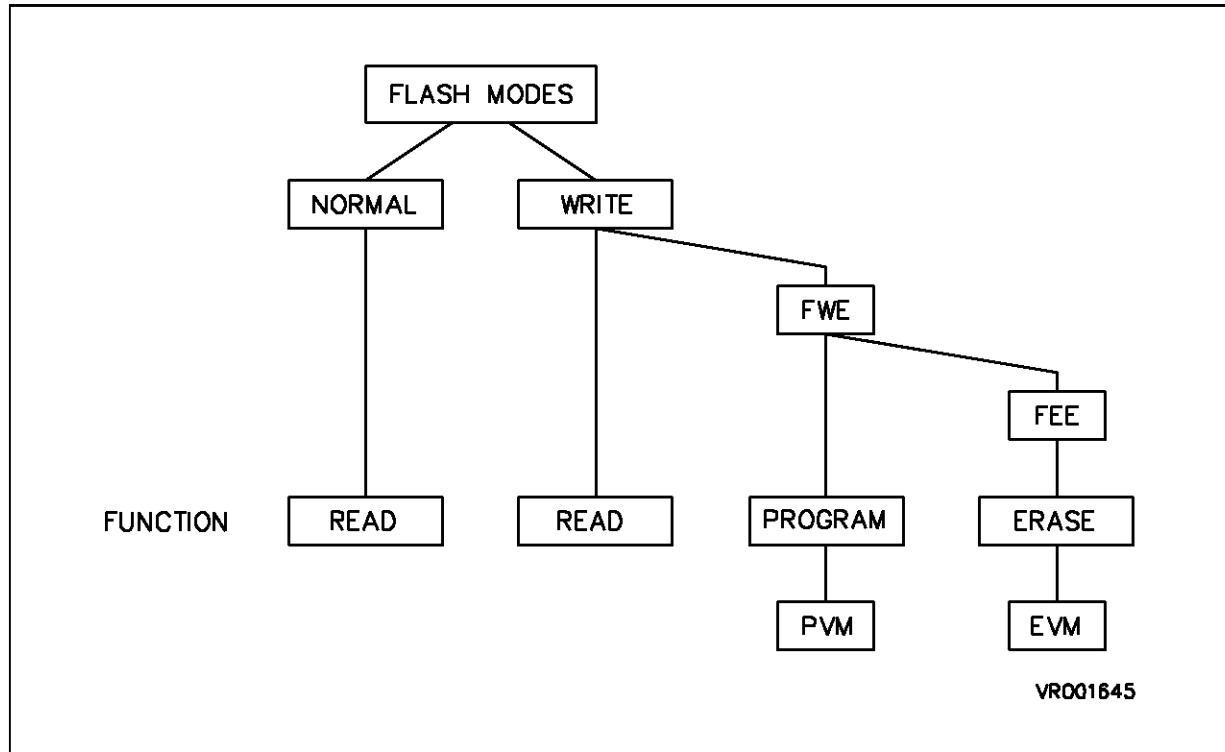 FLASH MODES
NORMAL
WRITE
FWE
FEE
FUNCTION
READ
READ
PROGRAM
ERASE
PVM
EVM
VR001645